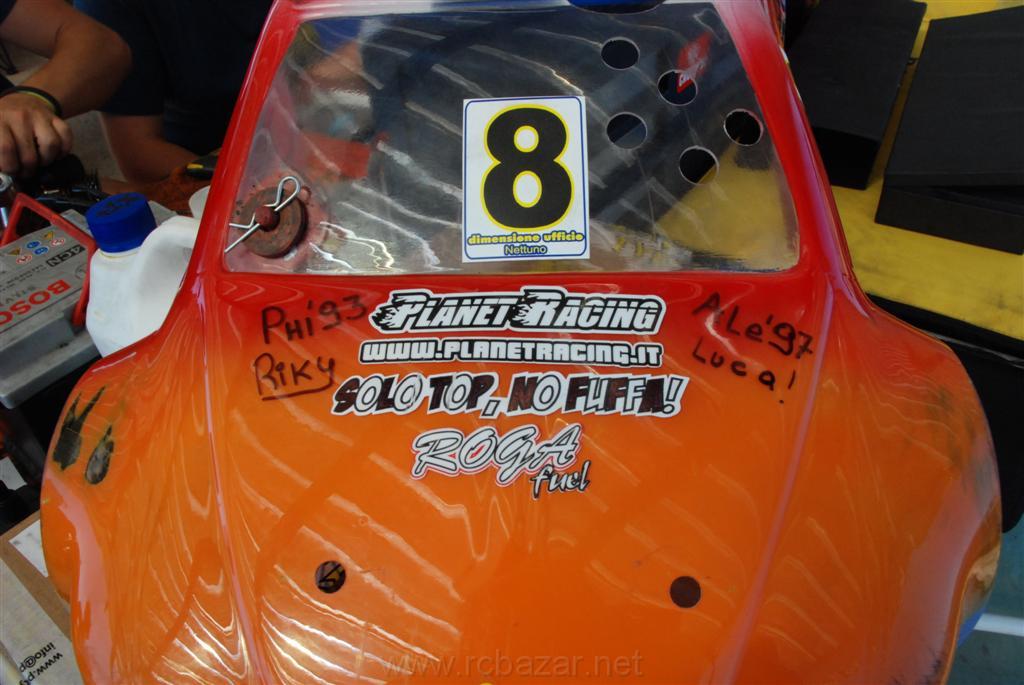 8
dimensione ufficio
Nettuno
PLANET RACING
WWW.PLANETRACING.IT
SOLO TOP, NO FUFFA!
ROGA
fuel
PHi'93
RiKy
ALe'97
Luca!
BOSC
www.rcbazar.net